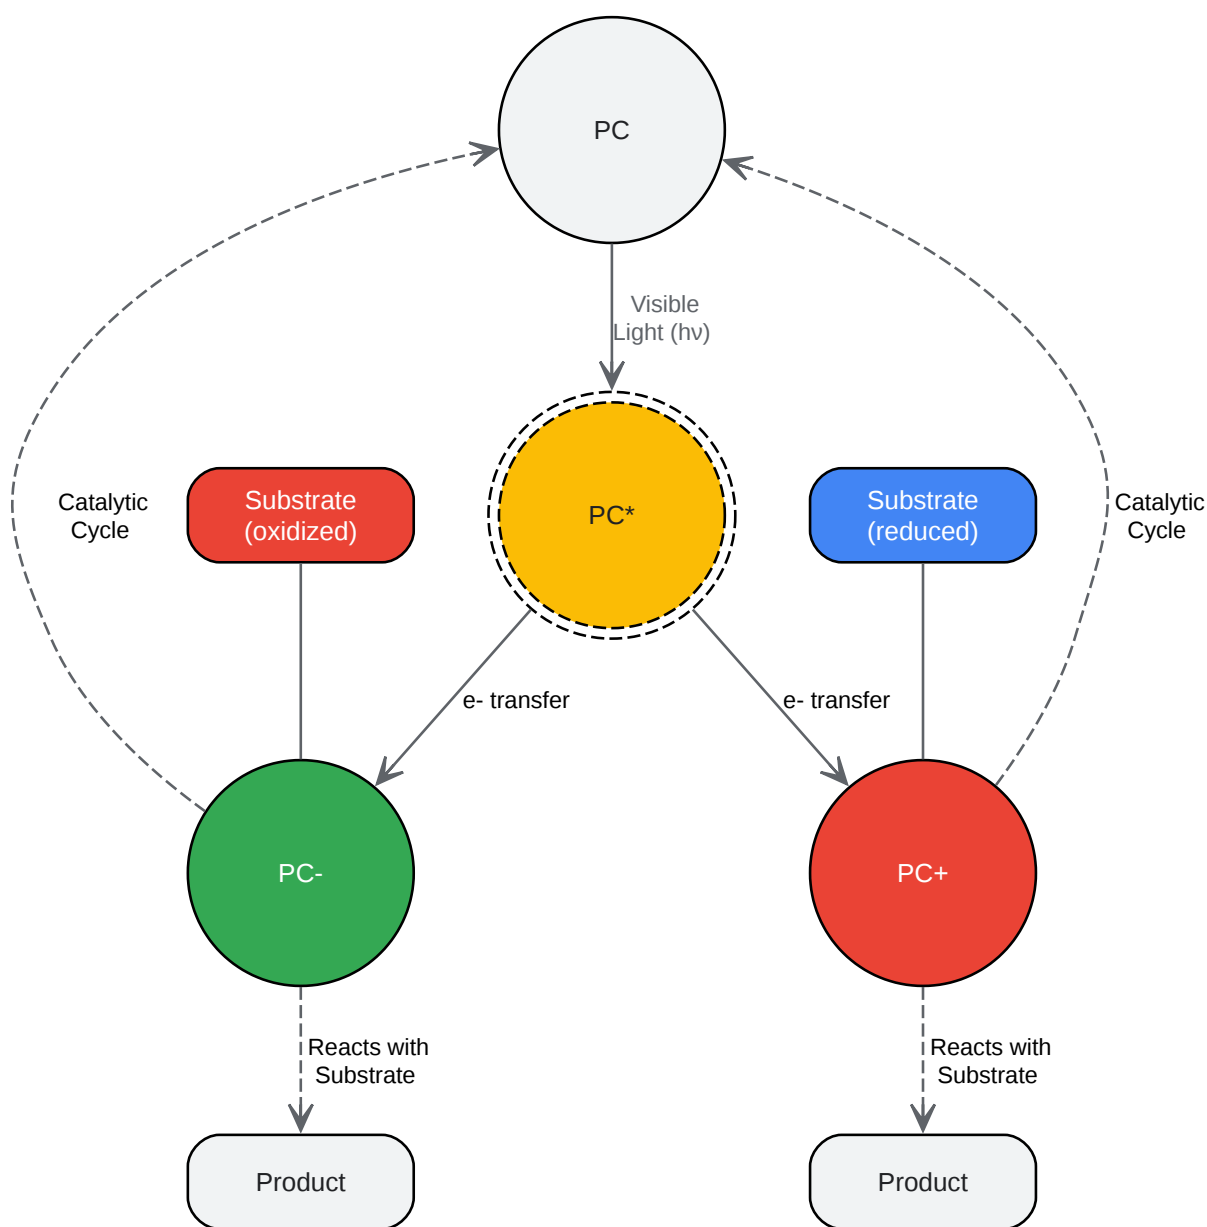 PC
Visible
Light (hν)
Catalytic
Cycle
Substrate
(oxidized)
PC*
Substrate
(reduced)
Catalytic
Cycle
e- transfer
e- transfer
PC-
PC+
Reacts with
Substrate
Reacts with
Substrate
Product
Product